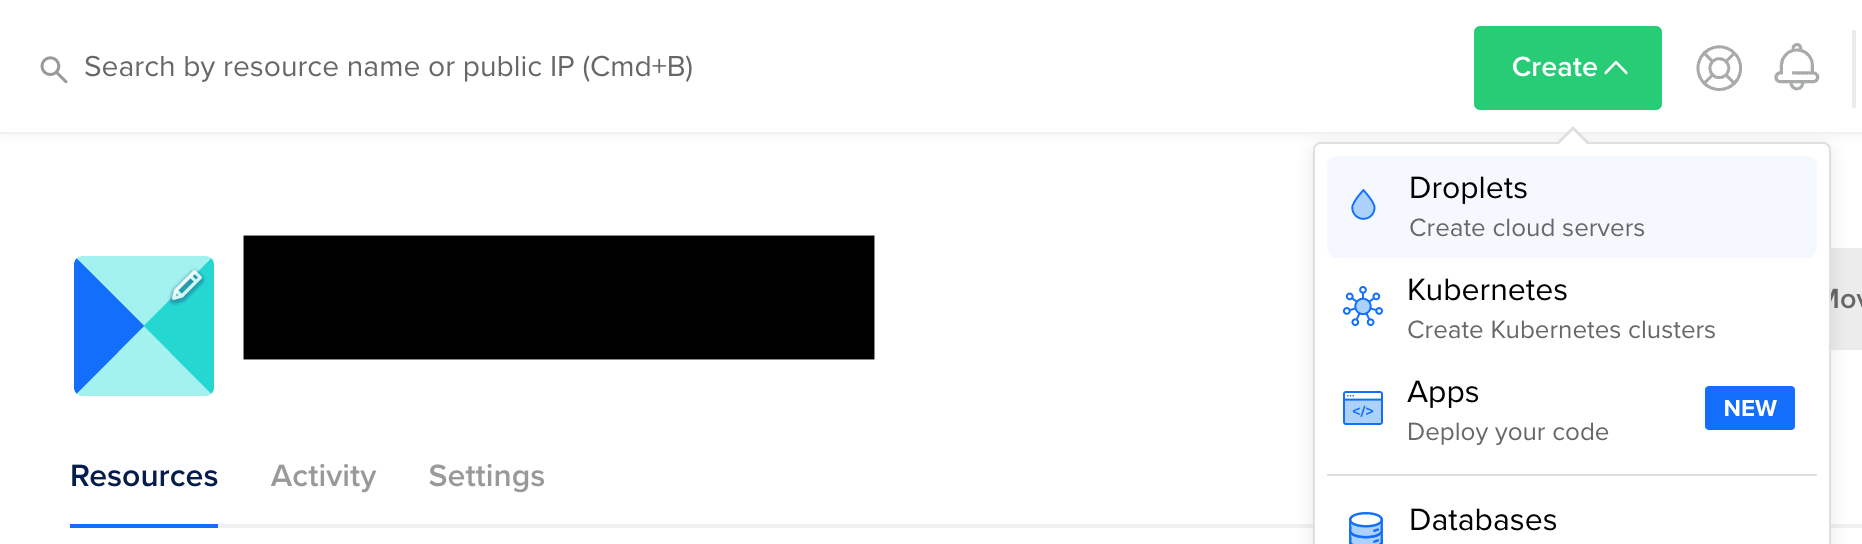 Search by resource name or public IP (Cmd+B)
Create
Droplets
Create cloud servers
Kubernetes
Create Kubernetes clusters
Apps
NEW
Deploy your code
Resources
Activity
Settings
Databases